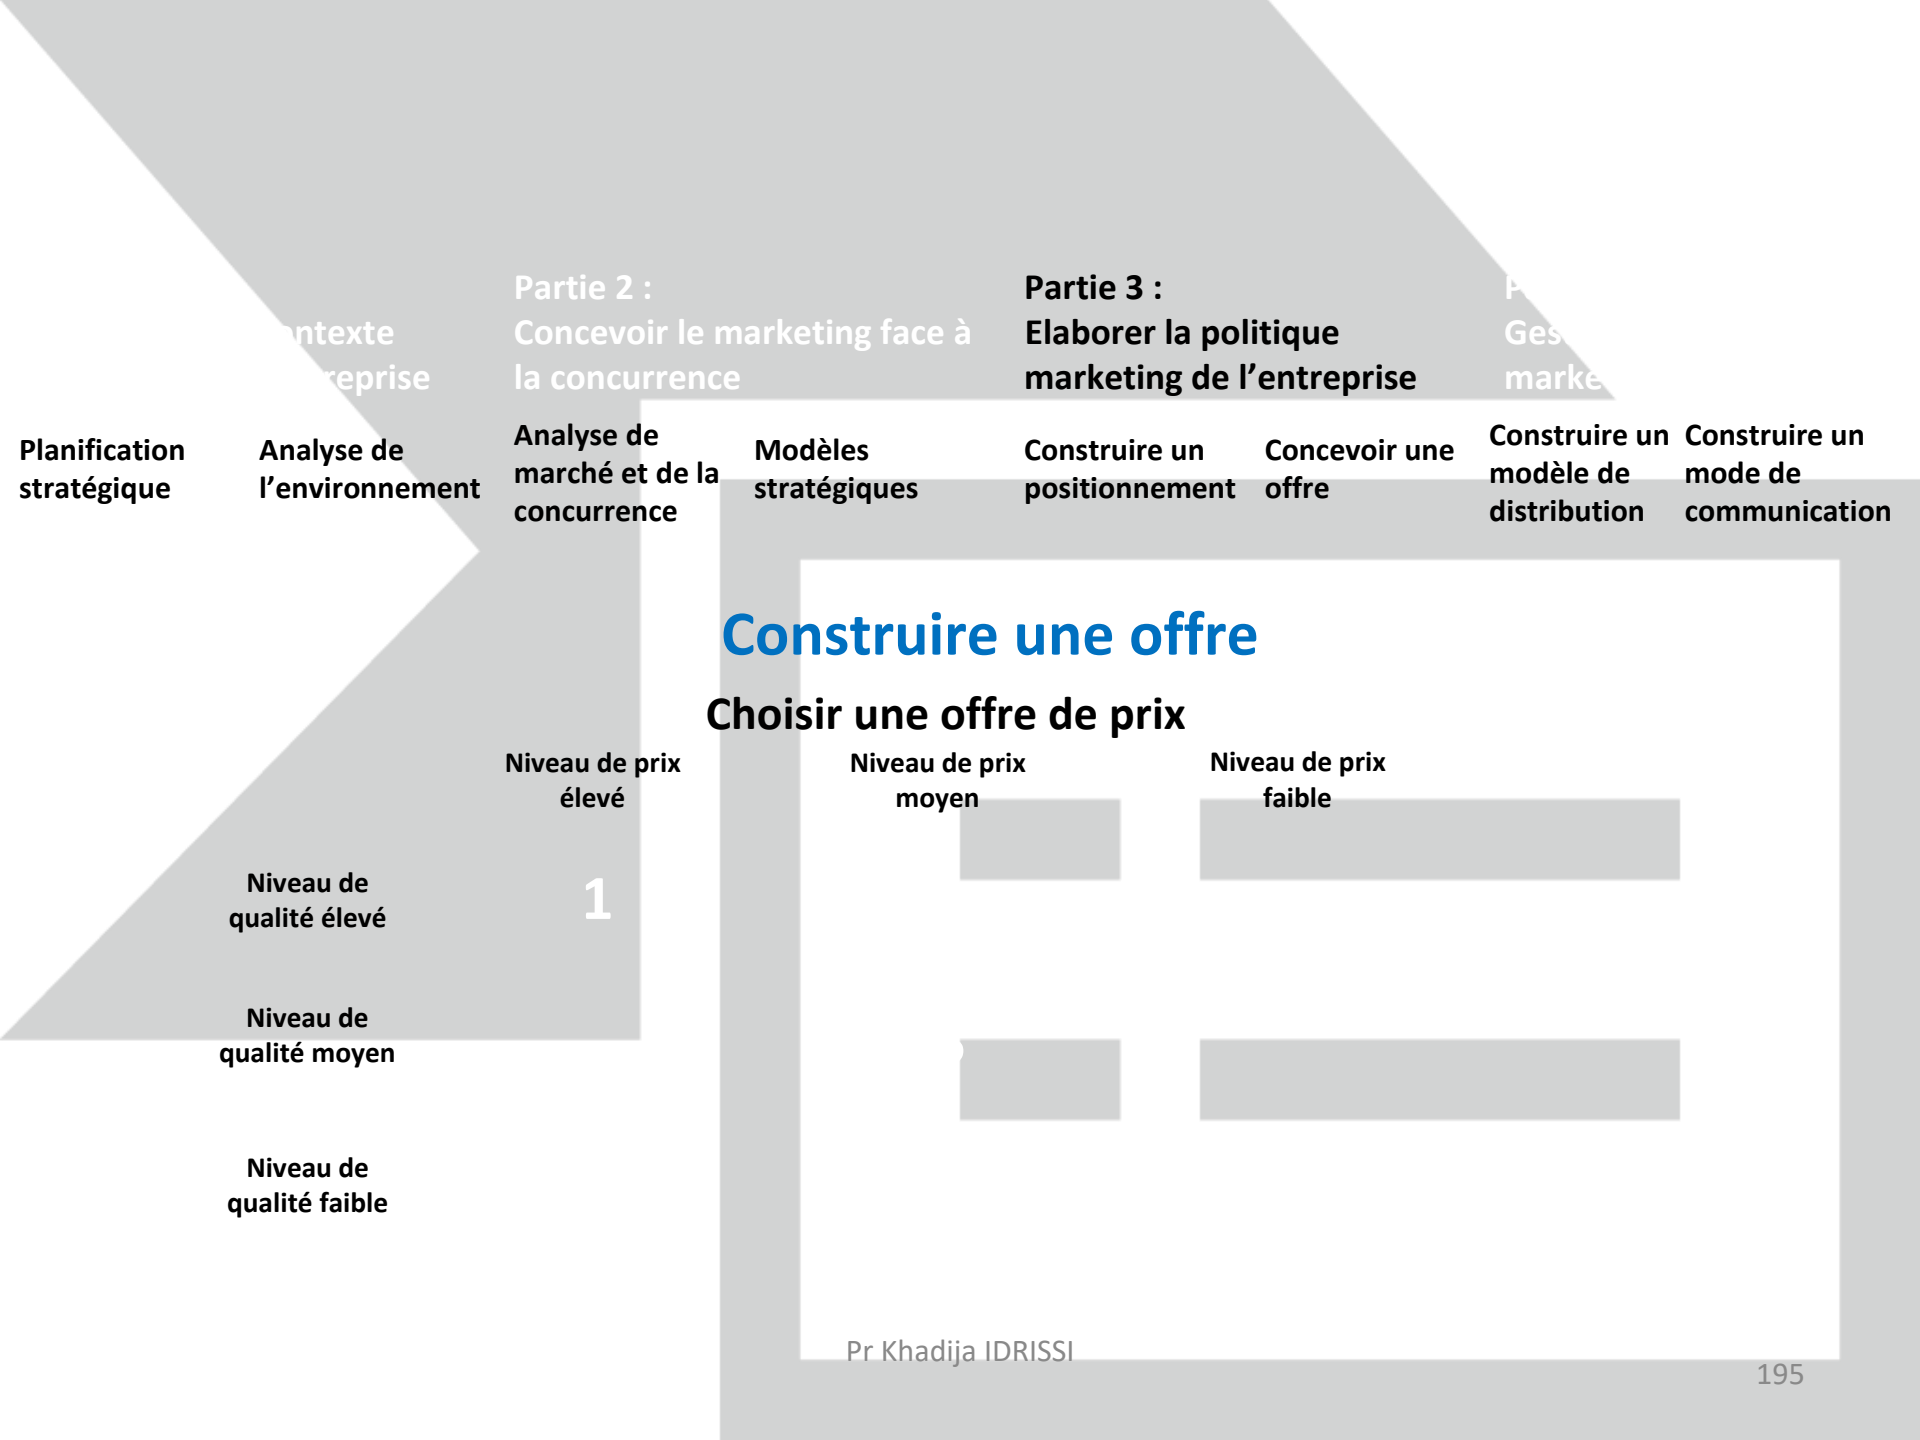 Partie 2 :
Concevoir le marketing face à
la concurrence
Partie 3 :
Elaborer la politique
marketing de l’entreprise
Planification
stratégique
Analyse de
l’environnement
Analyse de
marché et de la
concurrence
Modèles
stratégiques
Construire un
positionnement
Concevoir une
offre
Construire un
modèle de
distribution
Construire un
mode de
communication
Construire une offre
Choisir une offre de prix
Niveau de prix
élevé
Niveau de prix
moyen
Niveau de prix
faible
Niveau de
qualité élevé
1
Niveau de
qualité moyen
Niveau de
qualité faible
Pr Khadija IDRISSI
195